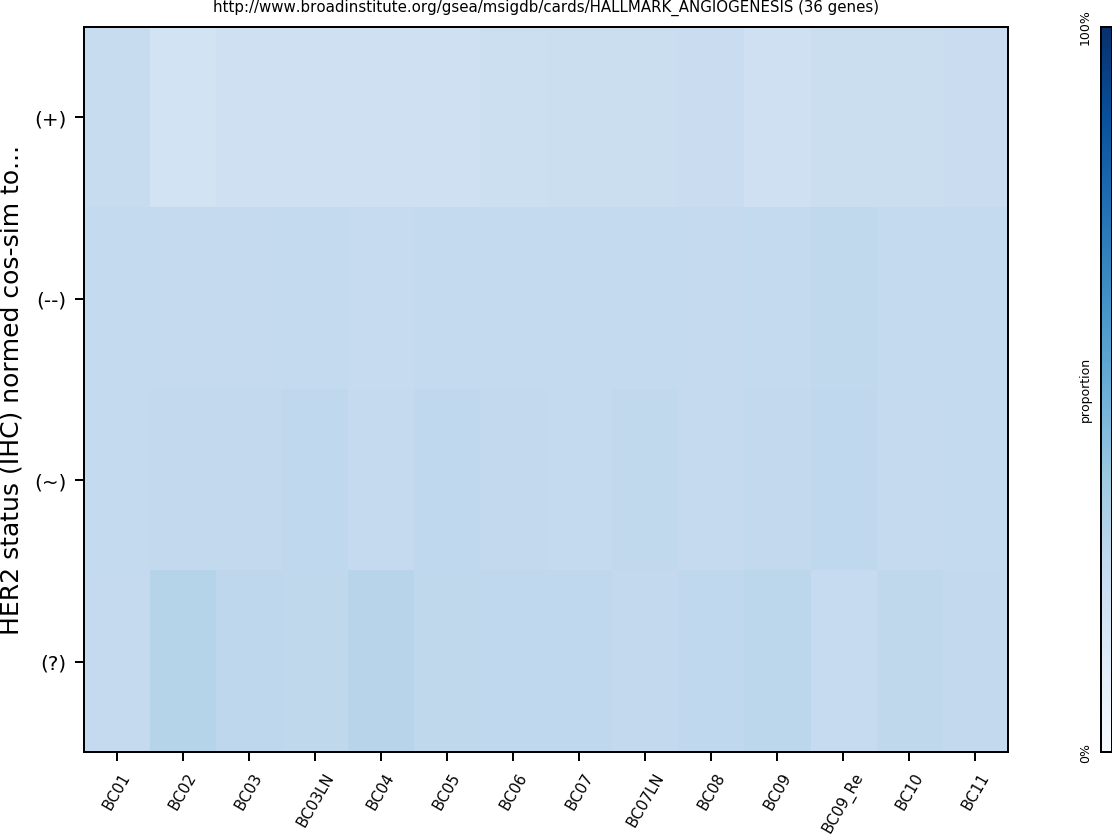 http://www.broadinstitute.org/gsea/msigdb/cards/HALLMARK_ANGIOGENESIS (36 genes)
HER2 status (IHC) normed cos-sim to...
(+)
(--)
(~)
(?)
BC01
BC02
BC03
BC03LN
BC04
BC05
BC06
BC07
BC07LN
BC08
BC09
BC09_Re
BC10
BC11
100%
proportion
0%